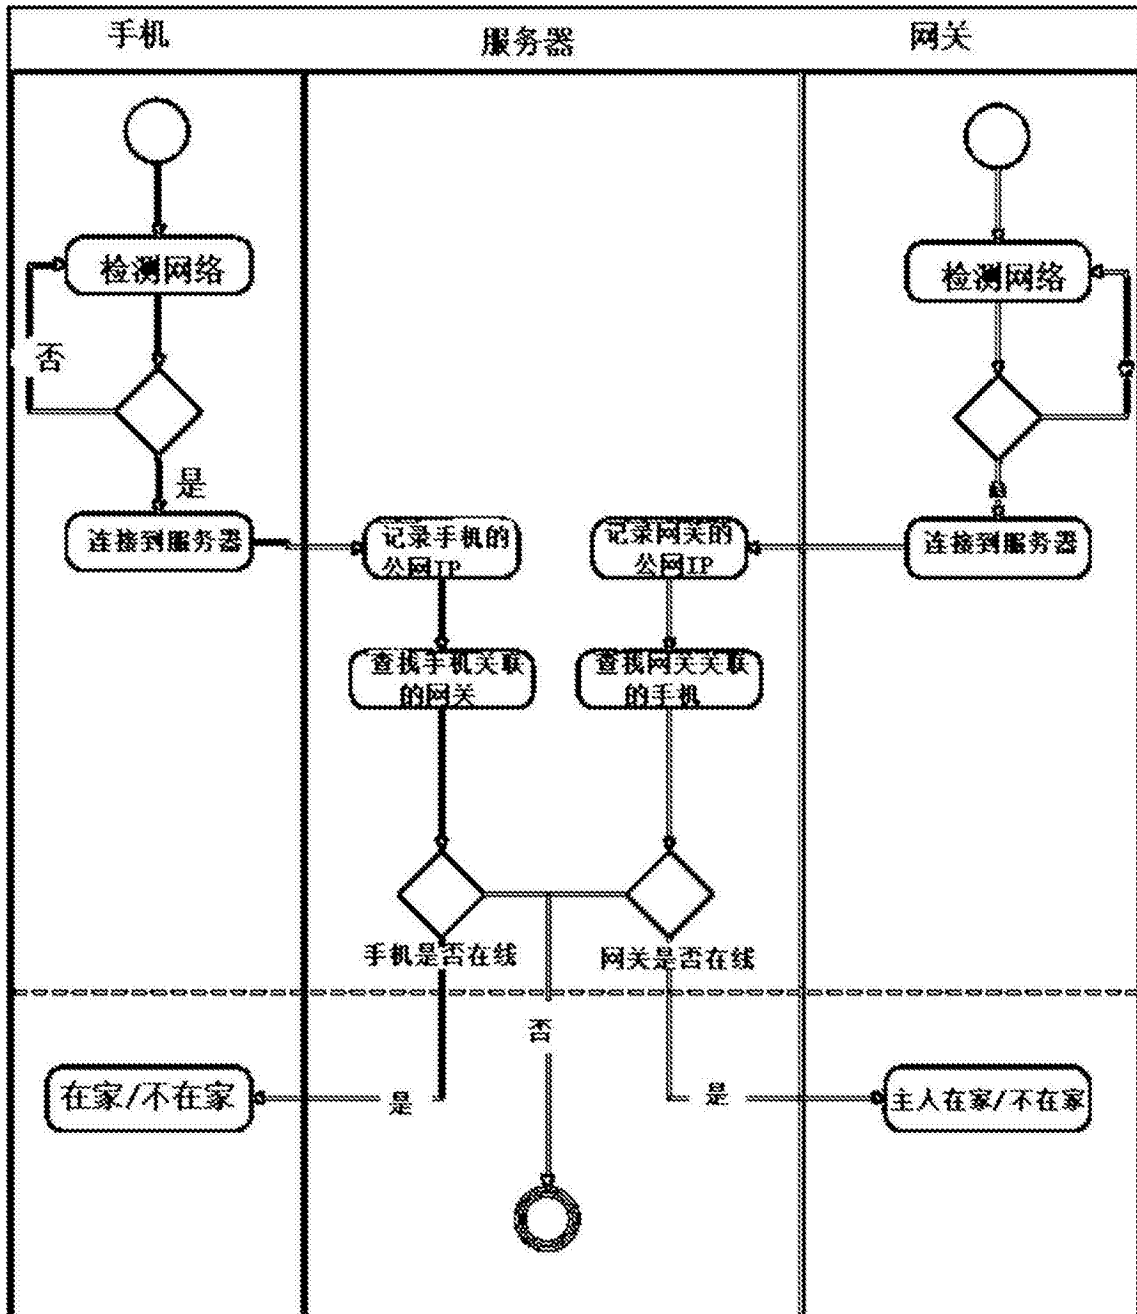 手机
服务器
网关
检测网络
检测网络
否
是
连接到服务器
记录手机的
公网IP
记录网关的
公网IP
连接到服务器
查找手机关联
的网关
查找网关关联
的手机
手机是否在线
网关是否在线
否
在家/不在家
是
是
主人在家/不在家